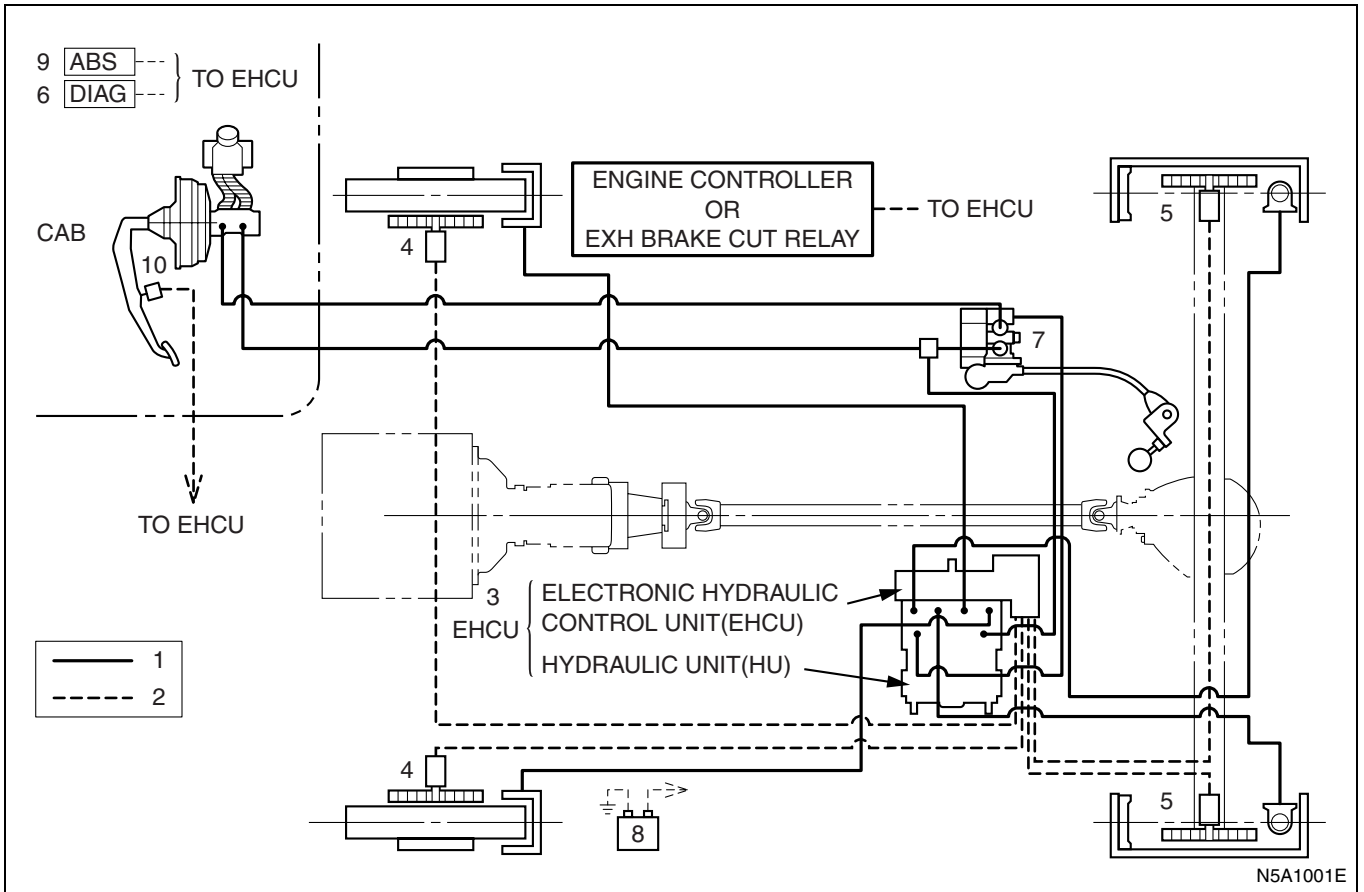 9 ABS
6 DIAG
TO EHCU
CAB
10
TO EHCU
4
ENGINE CONTROLLER
OR
EXH BRAKE CUT RELAY
TO EHCU
5
7
3
EHCU
ELECTRONIC HYDRAULIC
CONTROL UNIT(EHCU)
HYDRAULIC UNIT(HU)
1
2
4
8
5
N5A1001E